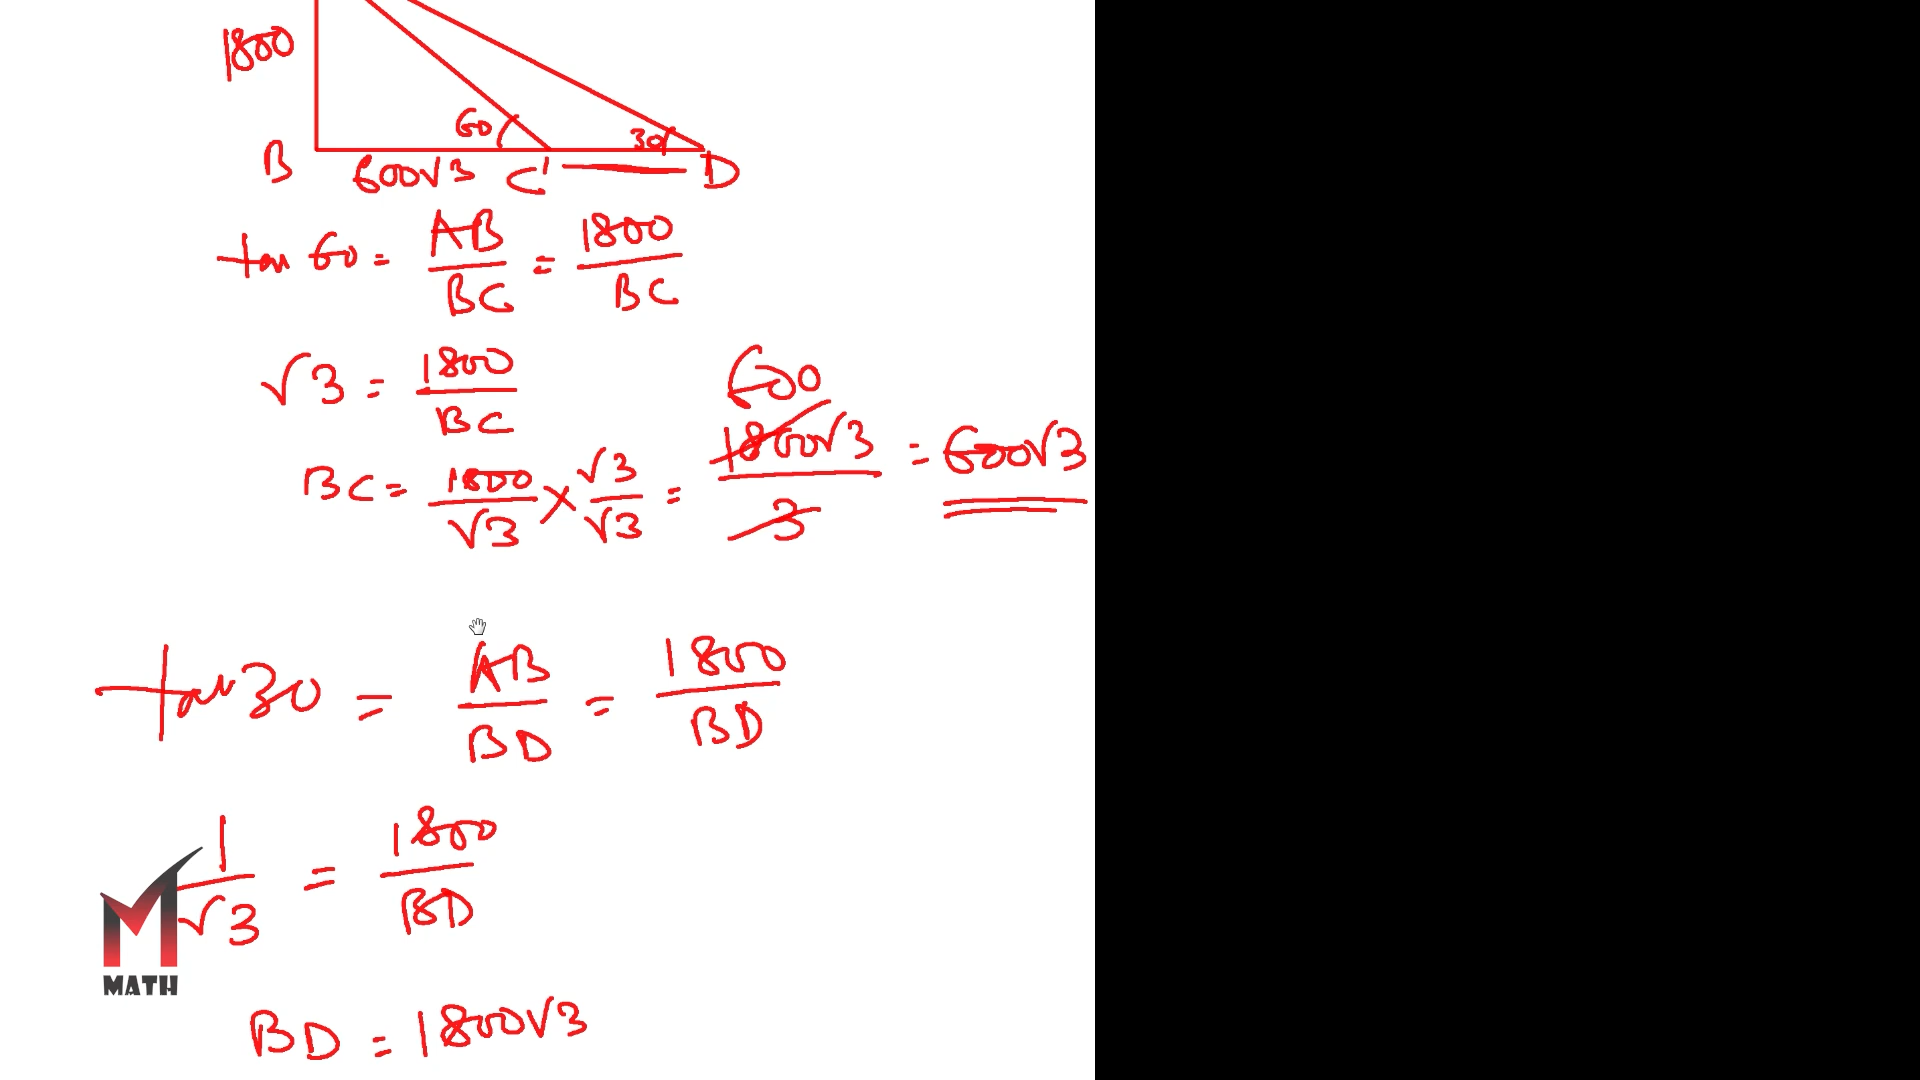 1800
60 30
B 600√3 C D
tan 60 = AB/BC = 1800/BC
√3 = 1800/BC
600
BC = 1800/√3 × √3/√3 = 1800√3/3 = 600√3
tan 30 = AB/BD = 1800/BD
1/√3 = 1800/BD
MATH
BD = 1800√3